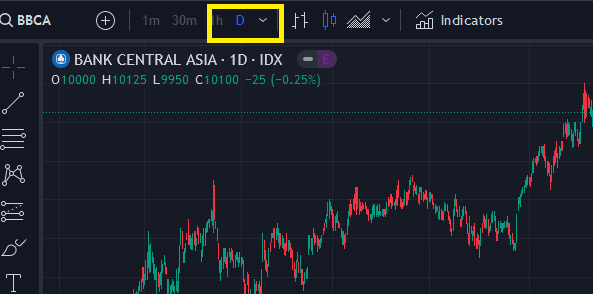 BBCA 1m 30m 1h D Indicators
BANK CENTRAL ASIA · 1D · IDX E
O10000 H10125 L9950 C10100 −25 (−0.25%)
T